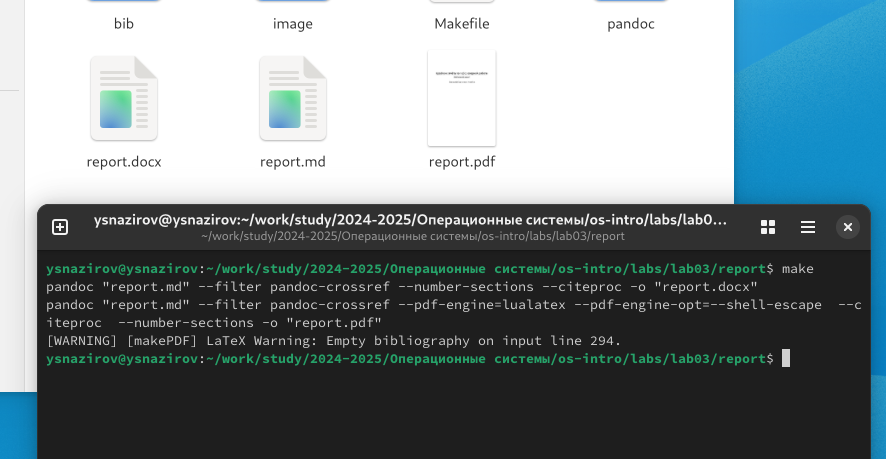 bib
image
Makefile
pandoc
report.docx
report.md
report.pdf
ysnazirov@ysnazirov:~/work/study/2024-2025/Операционные системы/os-intro/labs/lab0…
~/work/study/2024-2025/Операционные системы/os-intro/labs/lab03/report
ysnazirov@ysnazirov:~/work/study/2024-2025/Операционные системы/os-intro/labs/lab03/report$ make
pandoc "report.md" --filter pandoc-crossref --number-sections --citeproc -o "report.docx"
pandoc "report.md" --filter pandoc-crossref --pdf-engine=lualatex --pdf-engine-opt=--shell-escape  --c
iteproc  --number-sections -o "report.pdf"
[WARNING] [makePDF] LaTeX Warning: Empty bibliography on input line 294.
ysnazirov@ysnazirov:~/work/study/2024-2025/Операционные системы/os-intro/labs/lab03/report$